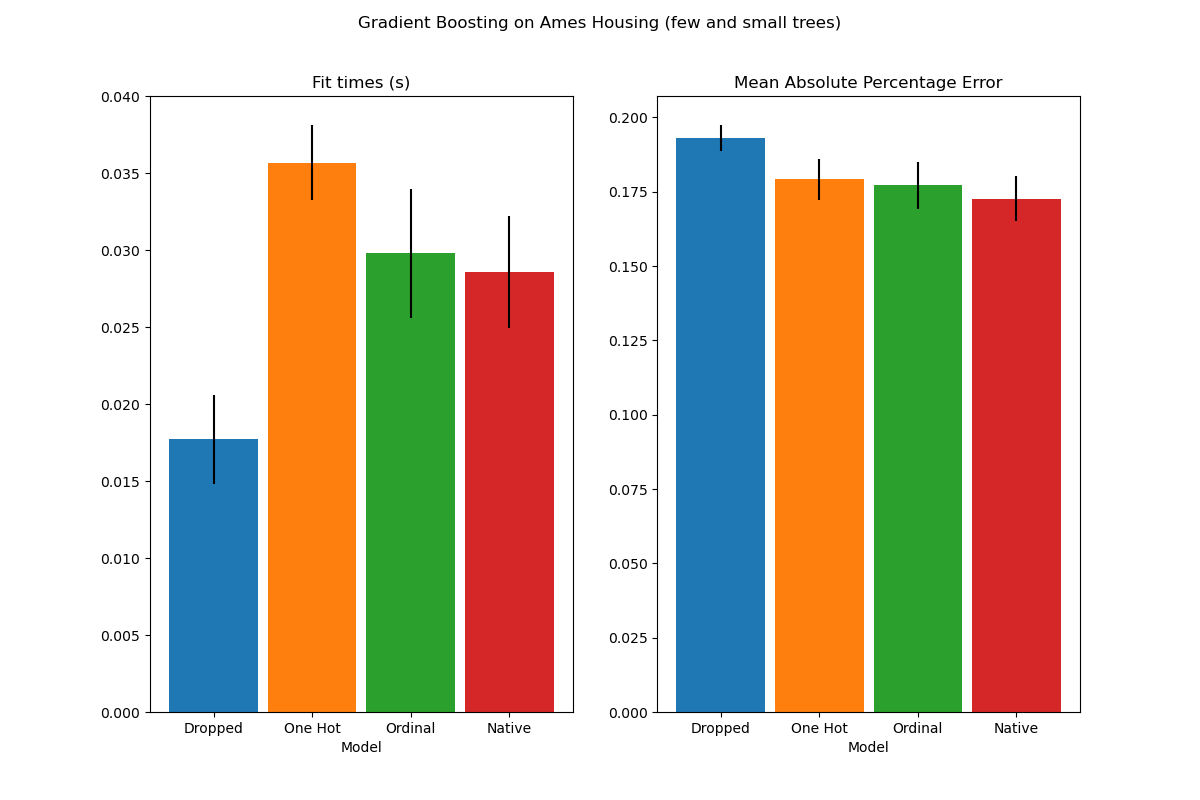 Gradient Boosting on Ames Housing (few and small trees)
Fit times (s)
0.040
0.035
0.030
0.025
0.020
0.015
0.010
0.005
0.000
Dropped One Hot Ordinal Native
Model
Mean Absolute Percentage Error
0.200
0.175
0.150
0.125
0.100
0.075
0.050
0.025
0.000
Dropped One Hot Ordinal Native
Model